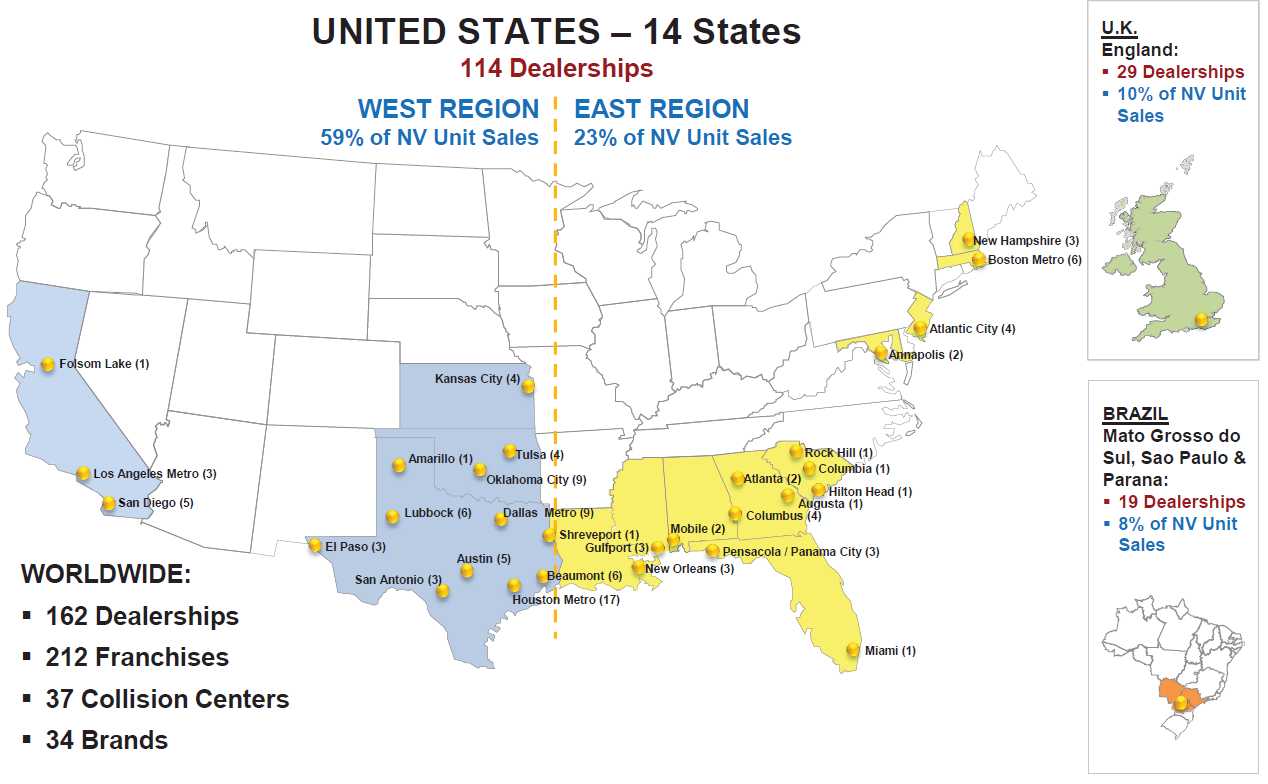 UNITED STATES – 14 States
114 Dealerships
WEST REGION
59% of NV Unit Sales
EAST REGION
23% of NV Unit Sales
New Hampshire (3)
Boston Metro (6)
Atlantic City (4)
Annapolis (2)
Folsom Lake (1)
Kansas City (4)
Los Angeles Metro (3)
San Diego (5)
Amarillo (1)
Tulsa (4)
Oklahoma City (9)
Lubbock (6)
Dallas Metro (9)
El Paso (3)
Austin (5)
San Antonio (3)
Houston Metro (17)
Beaumont (6)
Shreveport (1)
Gulfport (3)
Mobile (2)
New Orleans (3)
Rock Hill (1)
Columbia (1)
Atlanta (2)
Hilton Head (1)
Augusta (1)
Columbus (4)
Pensacola / Panama City (3)
Miami (1)
WORLDWIDE:
▪ 162 Dealerships
▪ 212 Franchises
▪ 37 Collision Centers
▪ 34 Brands
U.K.
England:
▪ 29 Dealerships
▪ 10% of NV Unit
Sales
BRAZIL
Mato Grosso do
Sul, Sao Paulo &
Parana:
▪ 19 Dealerships
▪ 8% of NV Unit
Sales